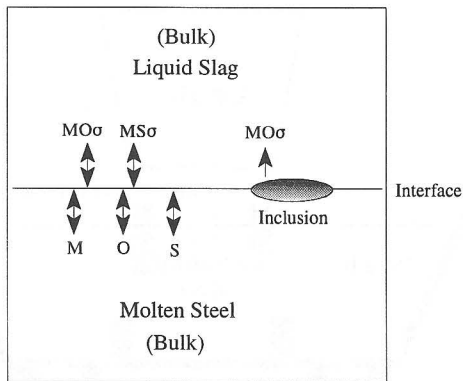 (Bulk)
Liquid Slag
MOσ MSσ MOσ
Interface
Inclusion
M O S
Molten Steel
(Bulk)